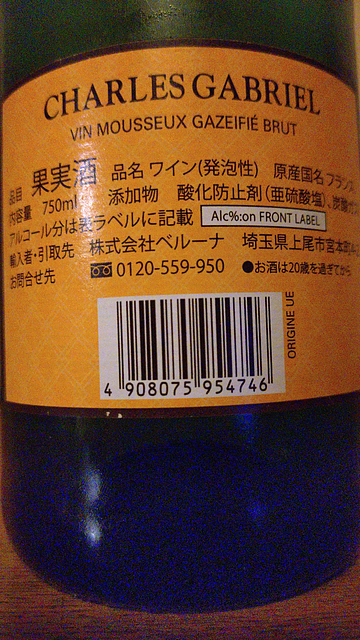 CHARLES GABRIEL
VIN MOUSSEUX GAZEIFIÉ BRUT
品目 果実酒 品名 ワイン(発泡性) 原産国名 フランス
内容量 750ml 添加物 酸化防止剤(亜硫酸塩)、炭酸
アルコール分は表ラベルに記載 Alc%:on FRONT LABEL
輸入者・引取先 株式会社ベルーナ 埼玉県上尾市宮本町
お問合せ先 0120-559-950 ●お酒は20歳を過ぎてから
4 908075 954746
ORIGINE UE